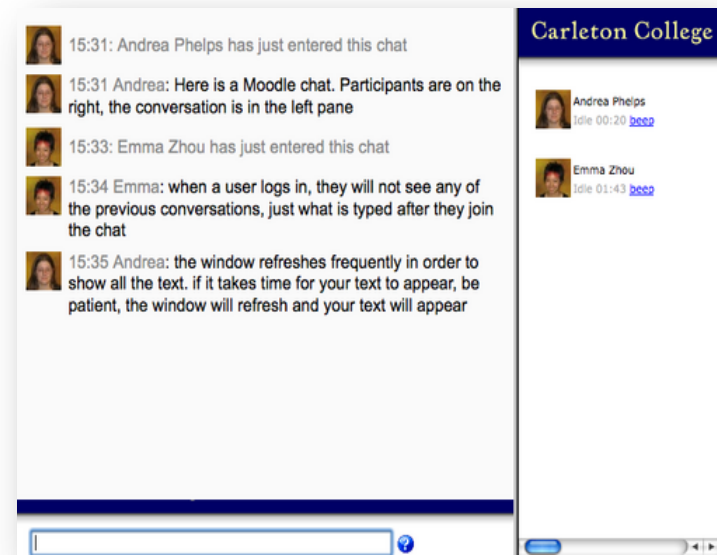 15:31: Andrea Phelps has just entered this chat
15:31 Andrea: Here is a Moodle chat. Participants are on the
right, the conversation is in the left pane
15:33: Emma Zhou has just entered this chat
15:34 Emma: when a user logs in, they will not see any of
the previous conversations, just what is typed after they join
the chat
15:35 Andrea: the window refreshes frequently in order to
show all the text. if it takes time for your text to appear, be
patient, the window will refresh and your text will appear
?
Carleton College
Andrea Phelps
Idle 00:20 beep
Emma Zhou
Idle 01:43 beep